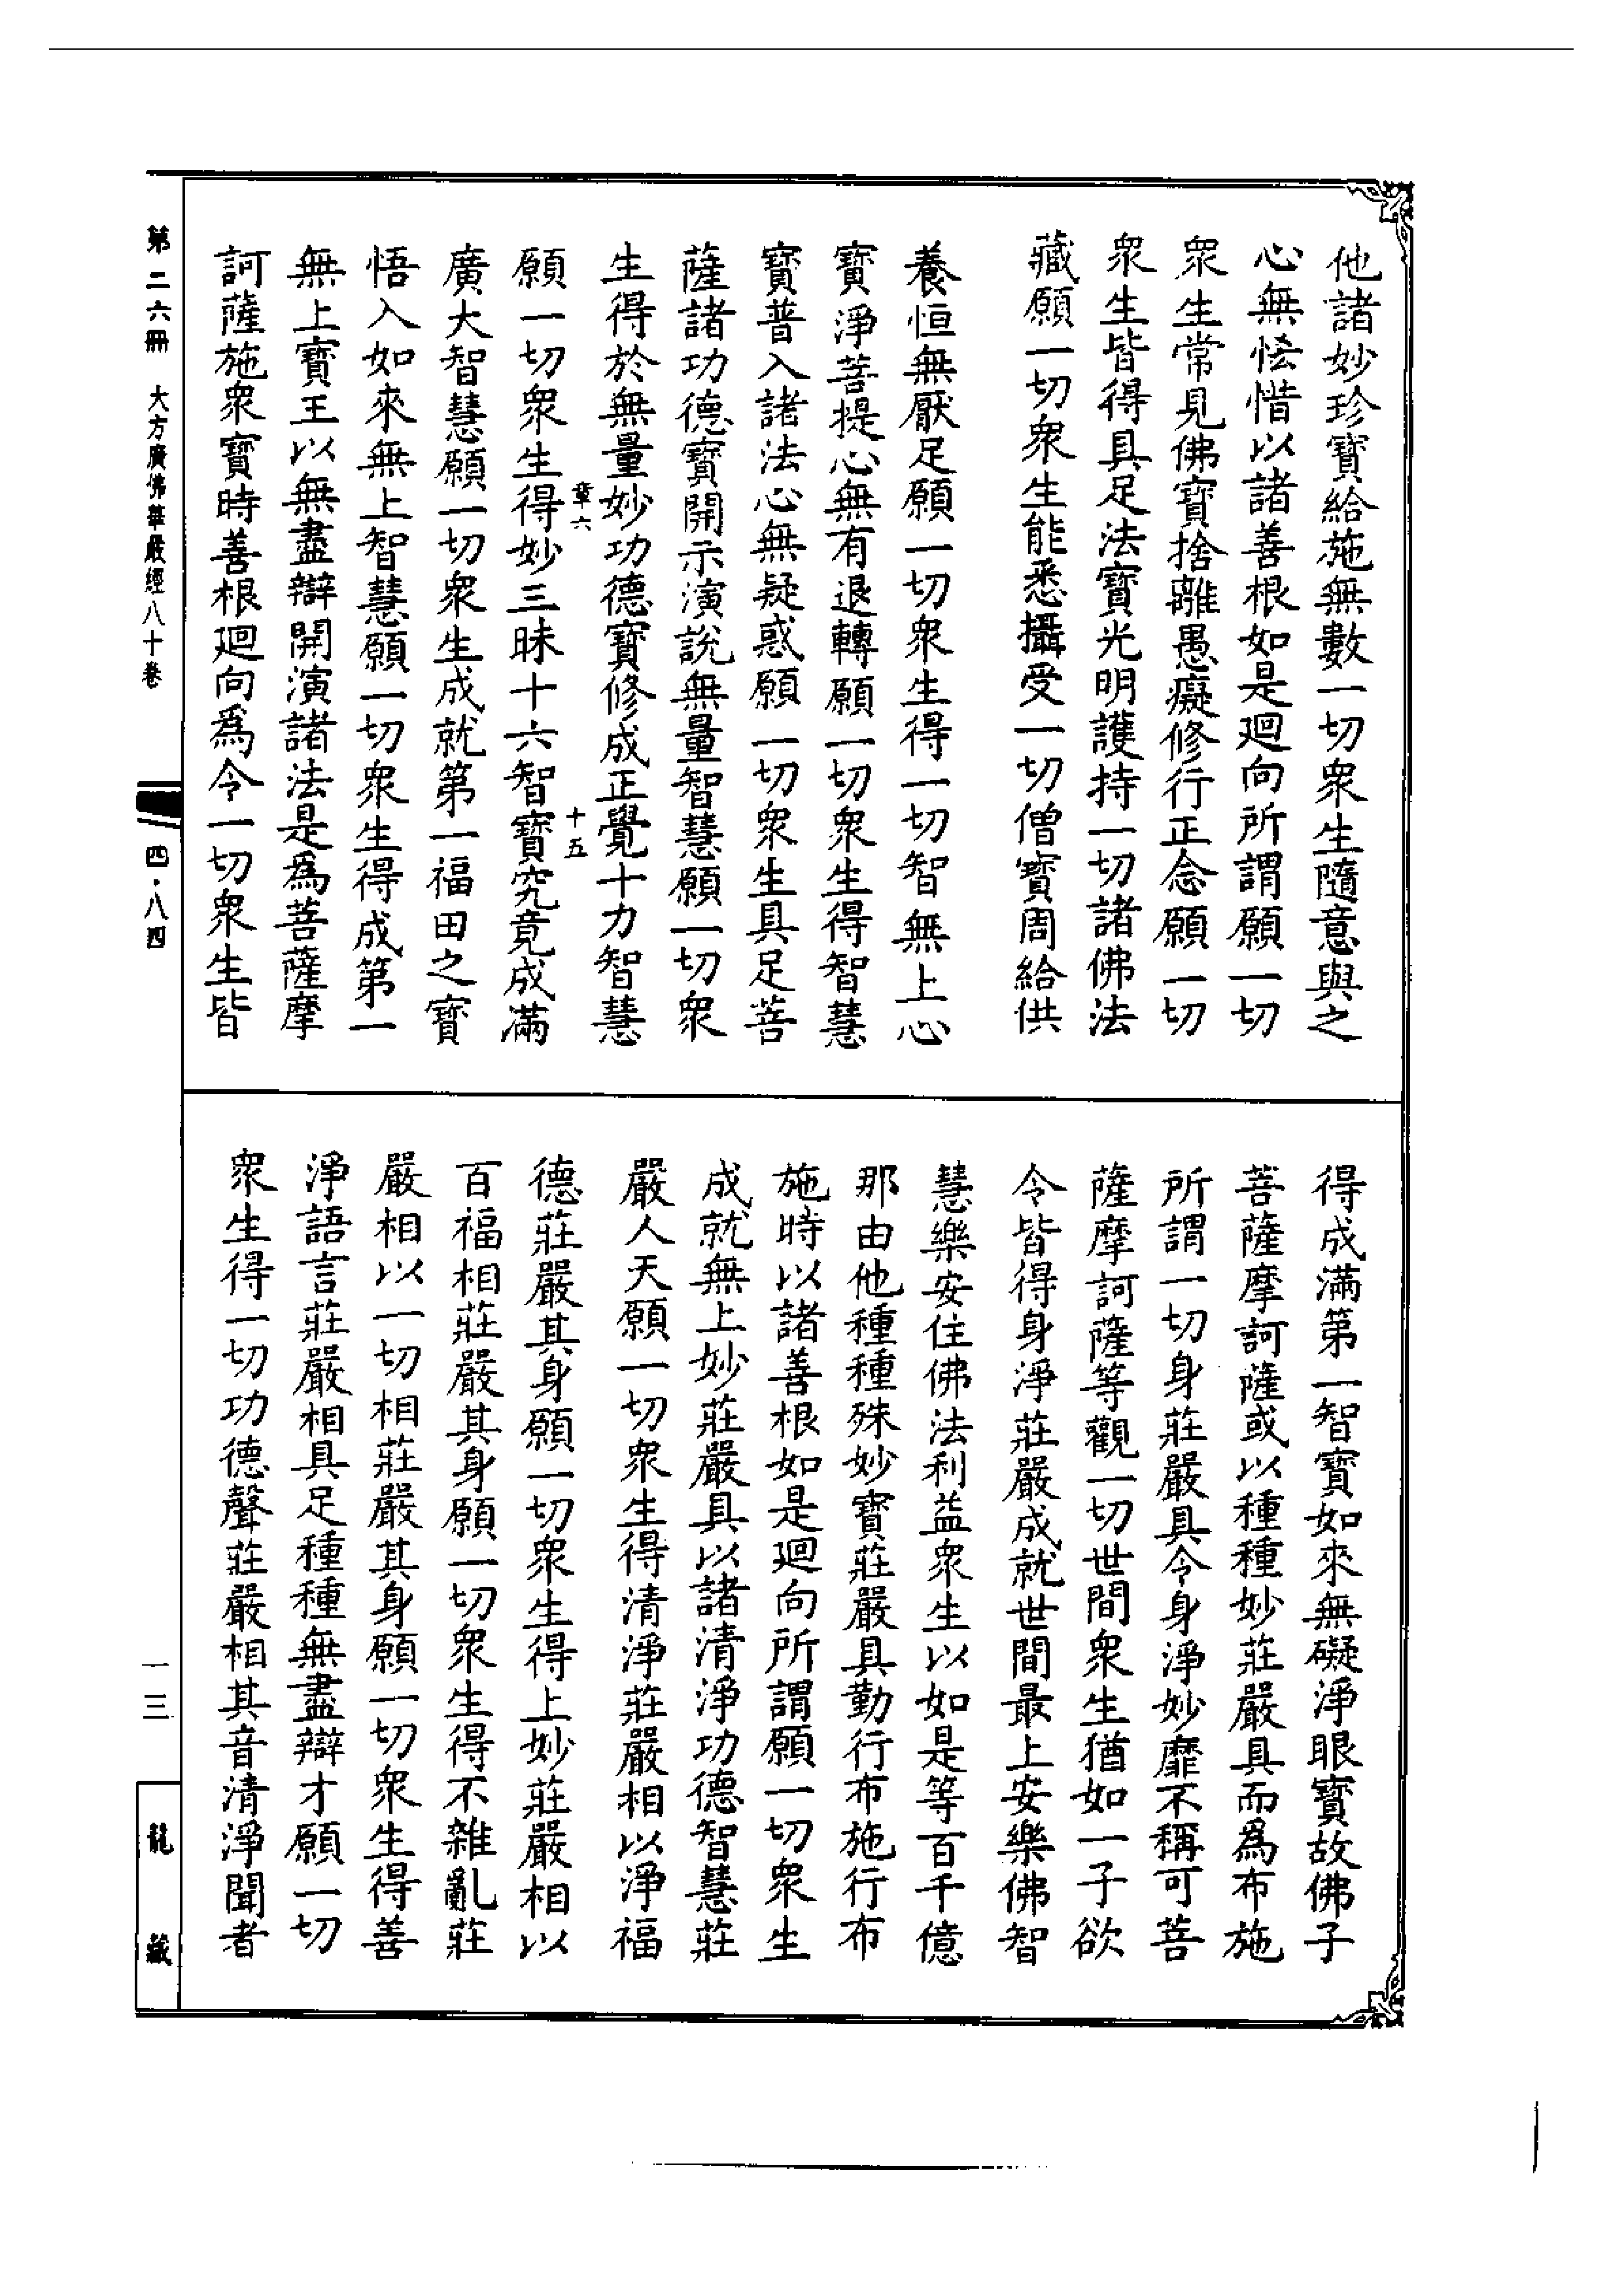 他諸妙珍寶給施無數一切衆生隨意與之
心無恡惜以諸善根如是廻向所謂願一切
衆生常見佛寶捨離愚癡修行正念願一切
衆生皆得具足法寶光明護持一切諸佛法
藏願一切衆生能悉攝受一切僧寶周給供
養恒無厭足願一切衆生得一切智無上心
寶淨菩提心無有退轉願一切衆生得智慧
寶普入諸法心無疑惑願一切衆生具足菩
薩諸功德寶開示演說無量智慧願一切衆
生得於無量妙功德寶修成正覺十力智慧
章六
十五
願一切衆生得妙三昧十六智寶究竟成滿
廣大智慧願一切衆生成就第一福田之寶
悟入如來無上智慧願一切衆生得成第一
無上寶王以無盡辯開演諸法是爲菩薩摩
訶薩施衆寶時善根廻向爲令一切衆生皆
得成滿第一智寶如來無礙淨眼寶故佛子
菩薩摩訶薩或以種種妙莊嚴具而爲布施
所謂一切身莊嚴具令身淨妙靡不稱可菩
薩摩訶薩等觀一切世間衆生猶如一子欲
令皆得身淨莊嚴成就世間最上安樂佛智
慧樂安住佛法利益衆生以如是等百千億
那由他種種殊妙寶莊嚴具勤行布施行布
施時以諸善根如是廻向所謂願一切衆生
成就無上妙莊嚴具以諸清淨功德智慧莊
嚴人天願一切衆生得清淨莊嚴相以淨福
德莊嚴其身願一切衆生得上妙莊嚴相以
百福相莊嚴其身願一切衆生得不雜亂莊
嚴相以一切相莊嚴其身願一切衆生得善
淨語言莊嚴相具足種種無盡辯才願一切
衆生得一切功德聲莊嚴相其音清淨聞者
第二六冊　大方廣佛華嚴經八十卷
四·八四
一三
龍藏